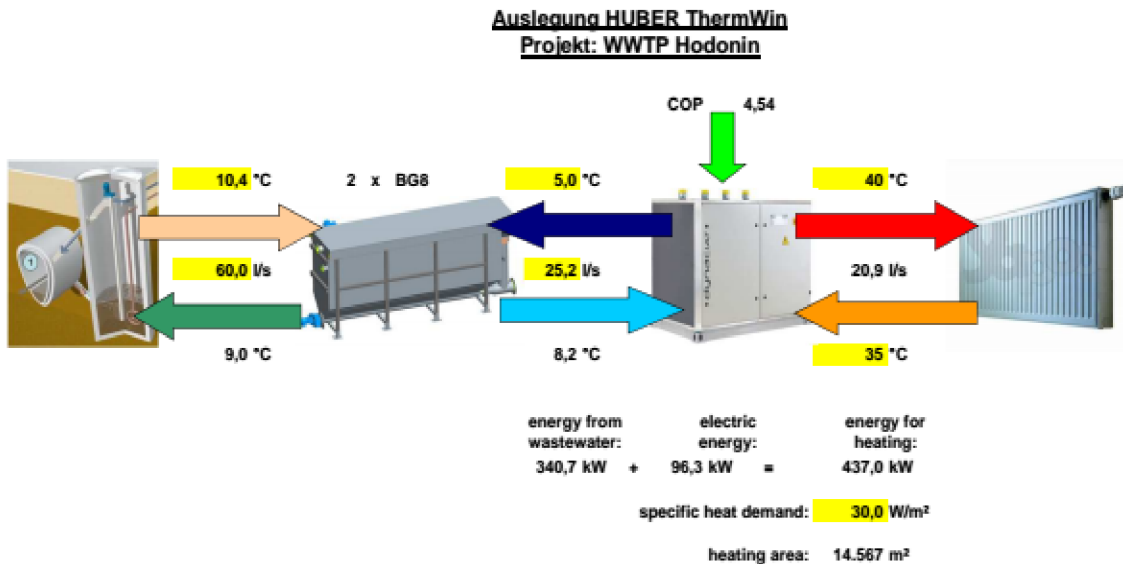 Auslegung HUBER ThermWin
Projekt: WWTP Hodonin
COP 4,54
10,4 °C 2 x BG8 5,0 °C 40 °C
1
60,0 l/s 25,2 l/s 20,9 l/s
9,0 °C 8,2 °C 35 °C
energy from electric energy for
wastewater: energy: heating:
340,7 kW + 96,3 kW = 437,0 kW
specific heat demand: 30,0 W/m²
heating area: 14.567 m²